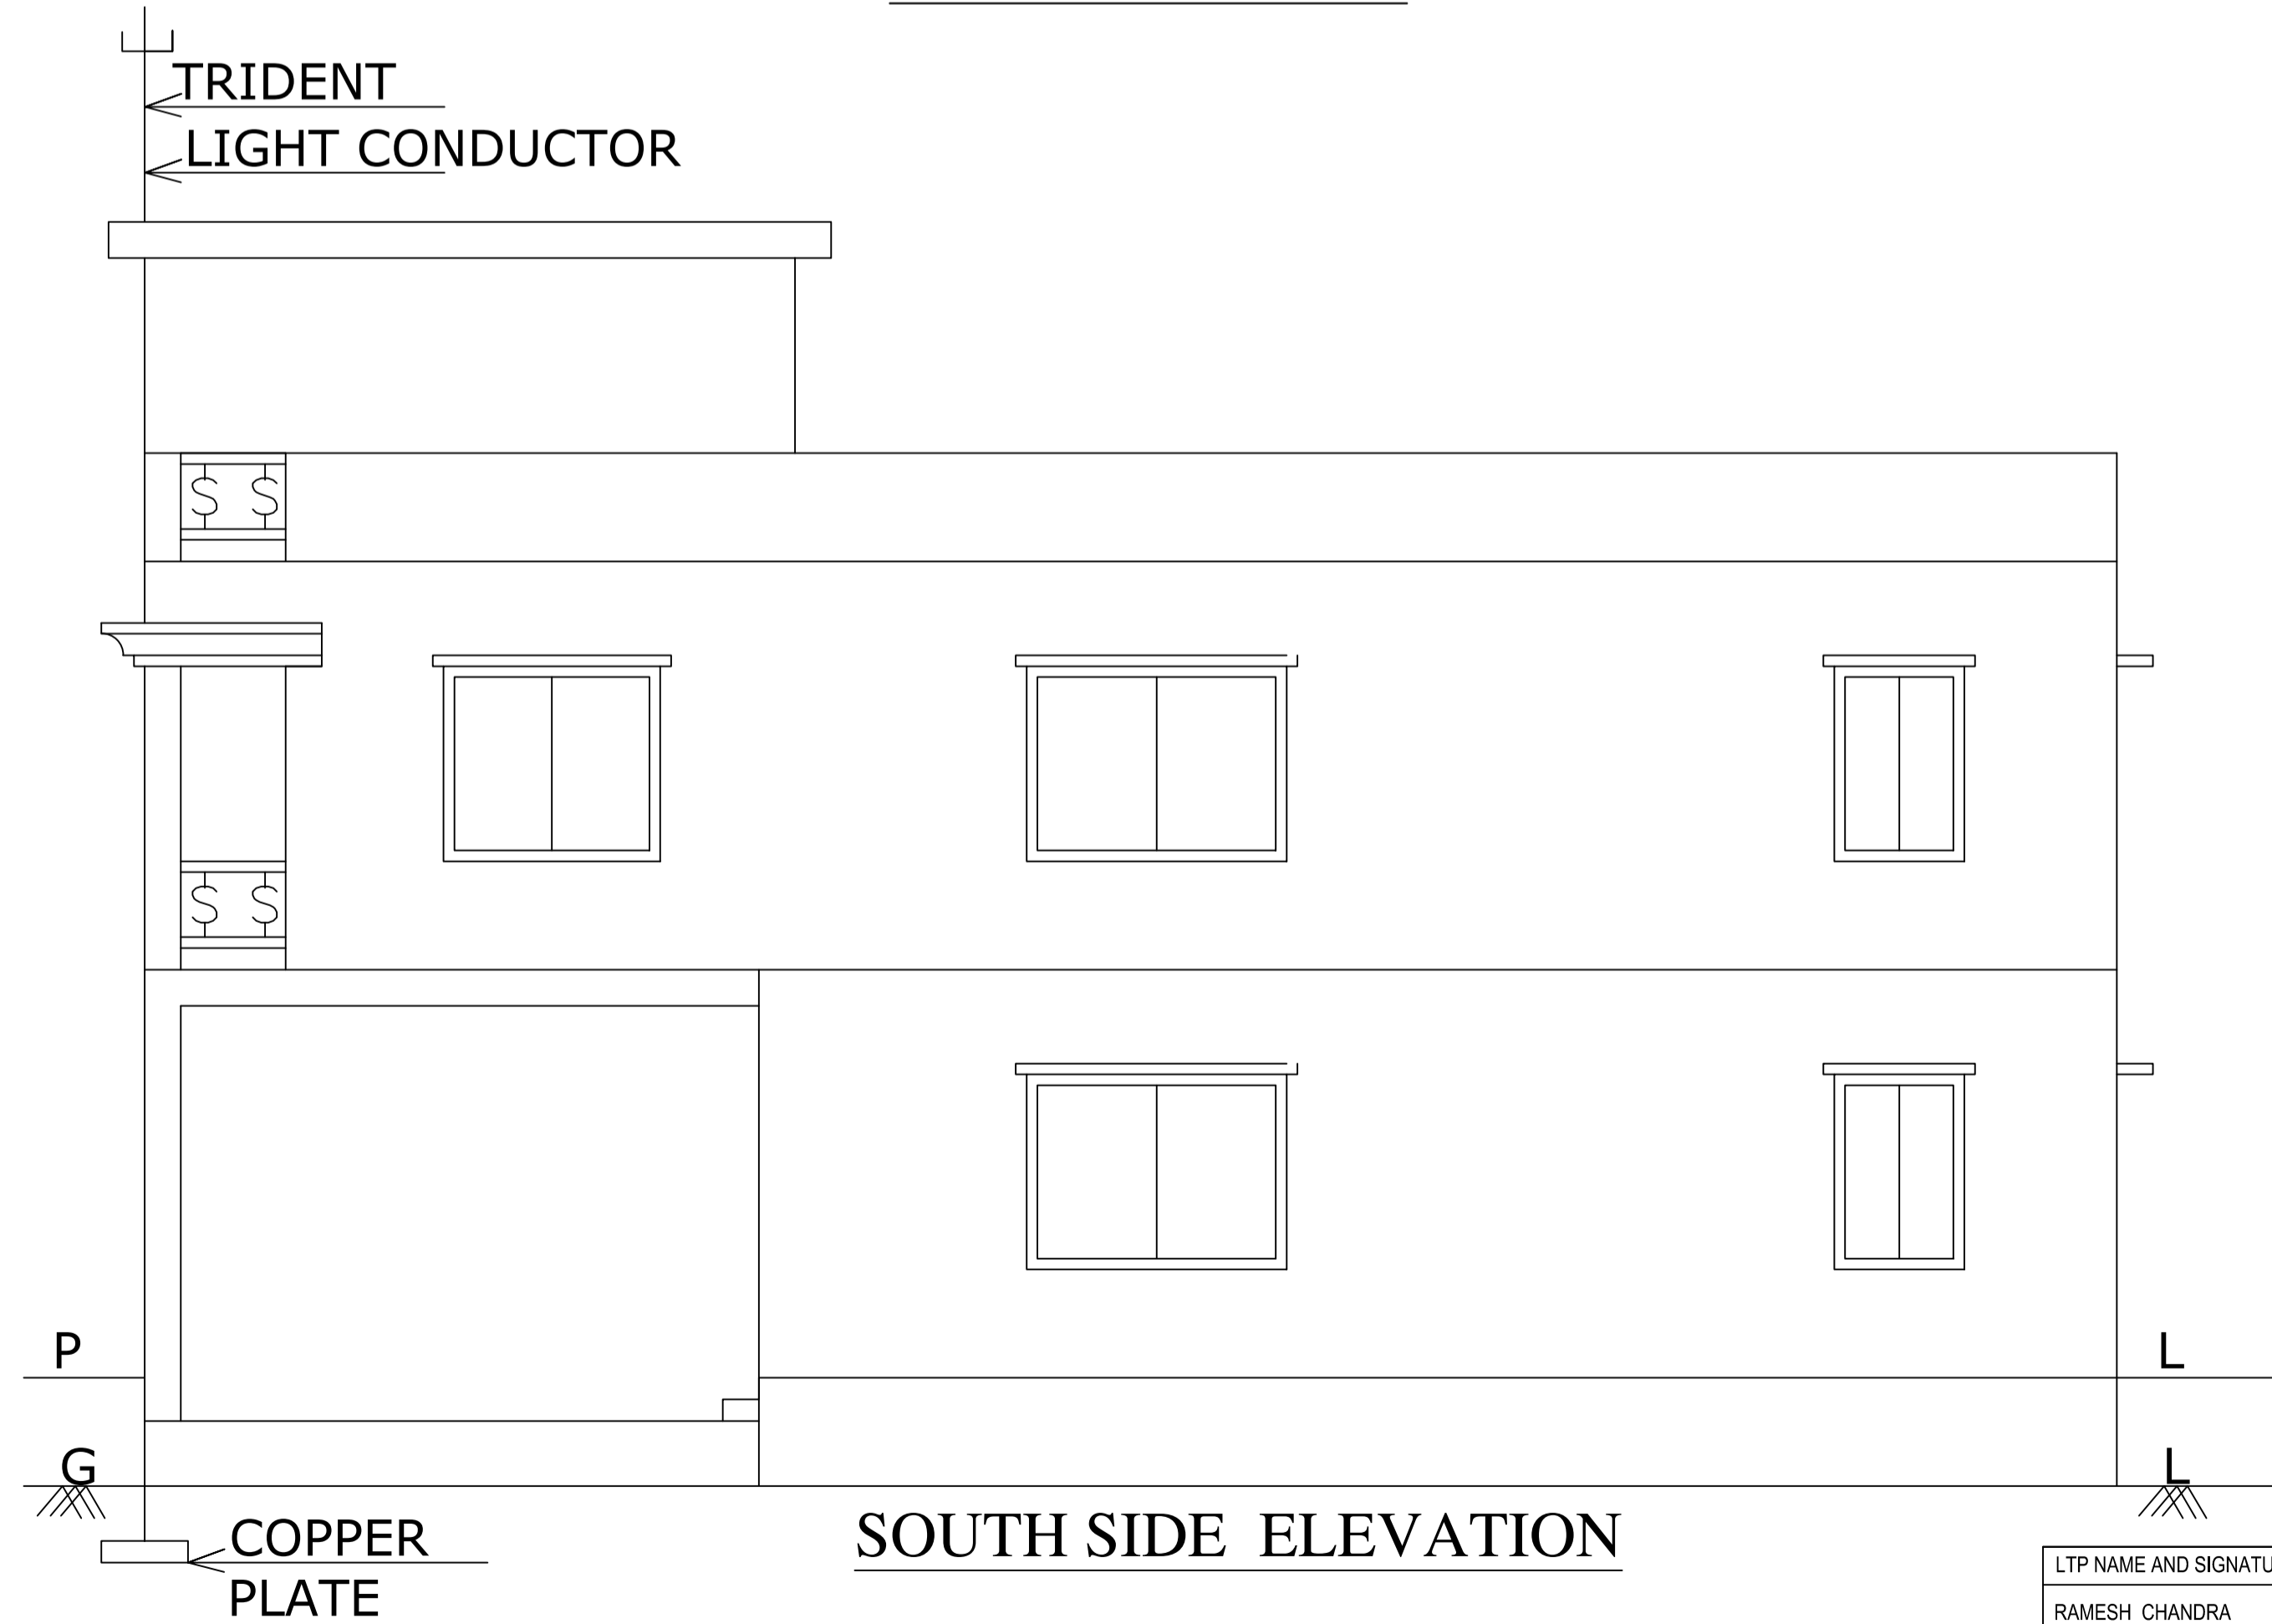 TRIDENT
LIGHT CONDUCTOR
S S
S S
P L
G L
COPPER
PLATE
SOUTH SIDE ELEVATION
LTP NAME AND SIGNATU
RAMESH CHANDRA